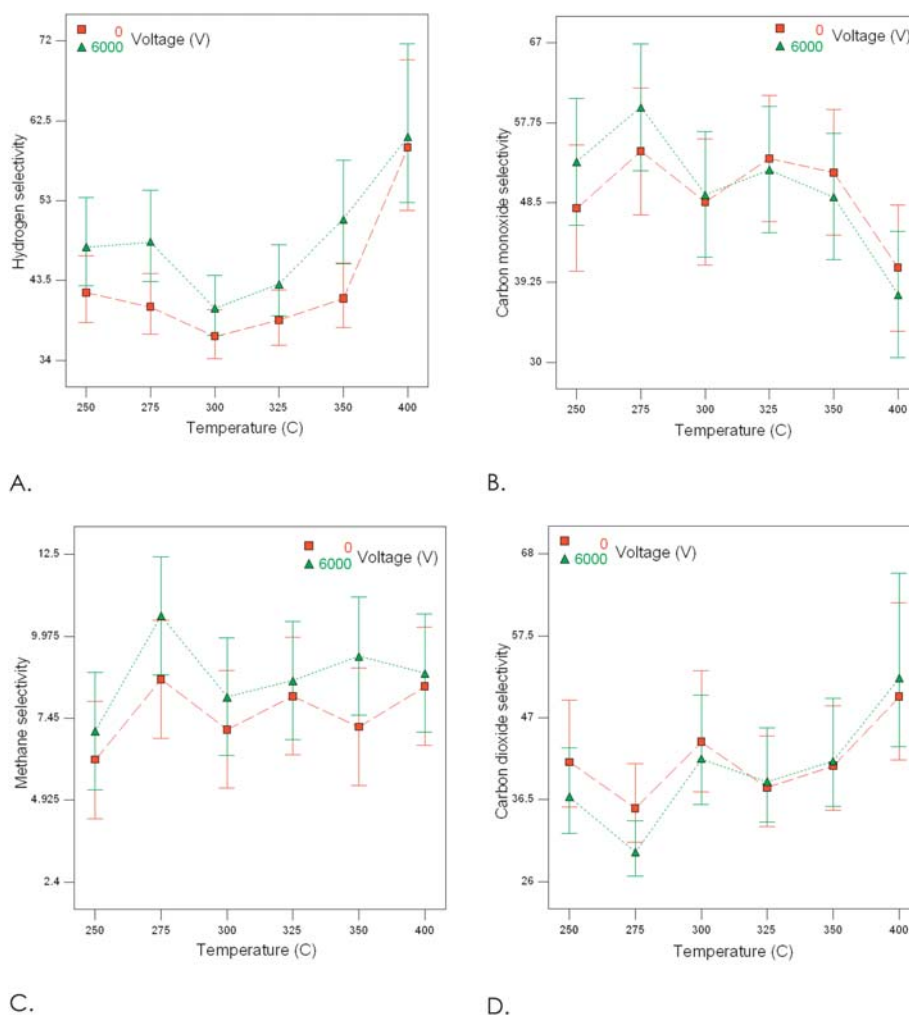 0
6000
Voltage (V)
72
62.5
53
43.5
34
Hydrogen selectivity
250 275 300 325 350 400
Temperature (C)
A.
0
6000
Voltage (V)
67
57.75
48.5
39.25
30
Carbon monoxide selectivity
250 275 300 325 350 400
Temperature (C)
B.
0
6000
Voltage (V)
12.5
9.975
7.45
4.925
2.4
Methane selectivity
250 275 300 325 350 400
Temperature (C)
C.
0
6000
Voltage (V)
68
57.5
47
36.5
26
Carbon dioxide selectivity
250 275 300 325 350 400
Temperature (C)
D.